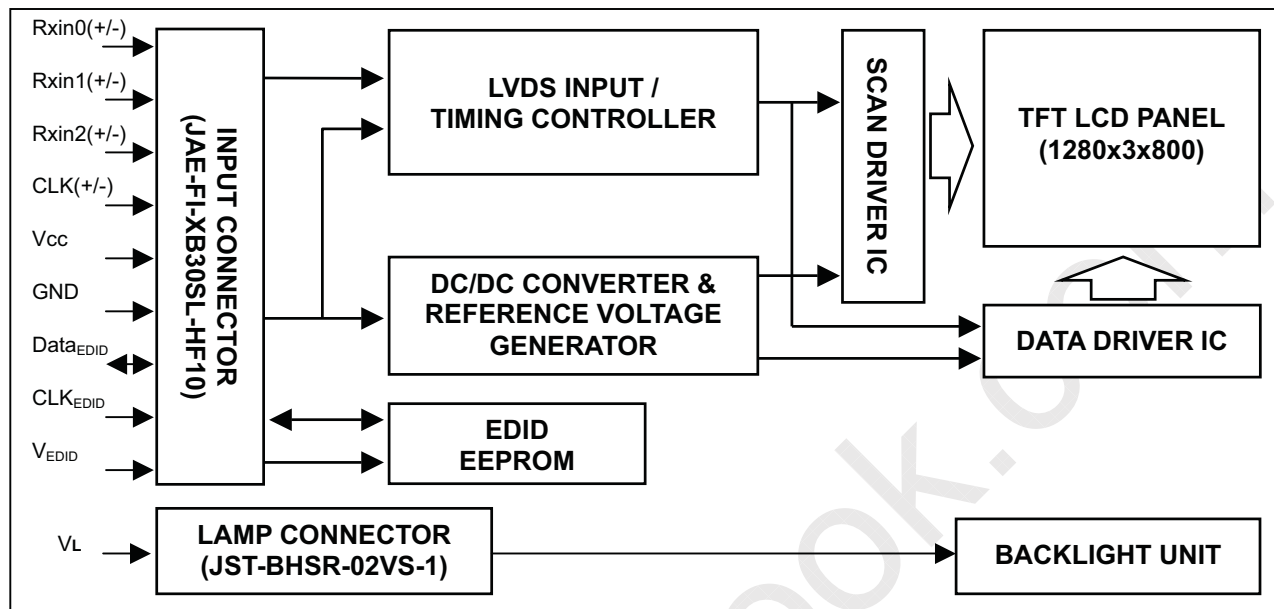 Rxin0(+/-)
Rxin1(+/-)
Rxin2(+/-)
CLK(+/-)
Vcc
GND
DataEDID
CLKEDID
VEDID
VL
INPUT CONNECTOR
(JAE-FI-XB30SL-HF10)
LVDS INPUT /
TIMING CONTROLLER
DC/DC CONVERTER &
REFERENCE VOLTAGE
GENERATOR
EDID
EEPROM
LAMP CONNECTOR
(JST-BHSR-02VS-1)
SCAN DRIVER IC
TFT LCD PANEL
(1280x3x800)
DATA DRIVER IC
BACKLIGHT UNIT